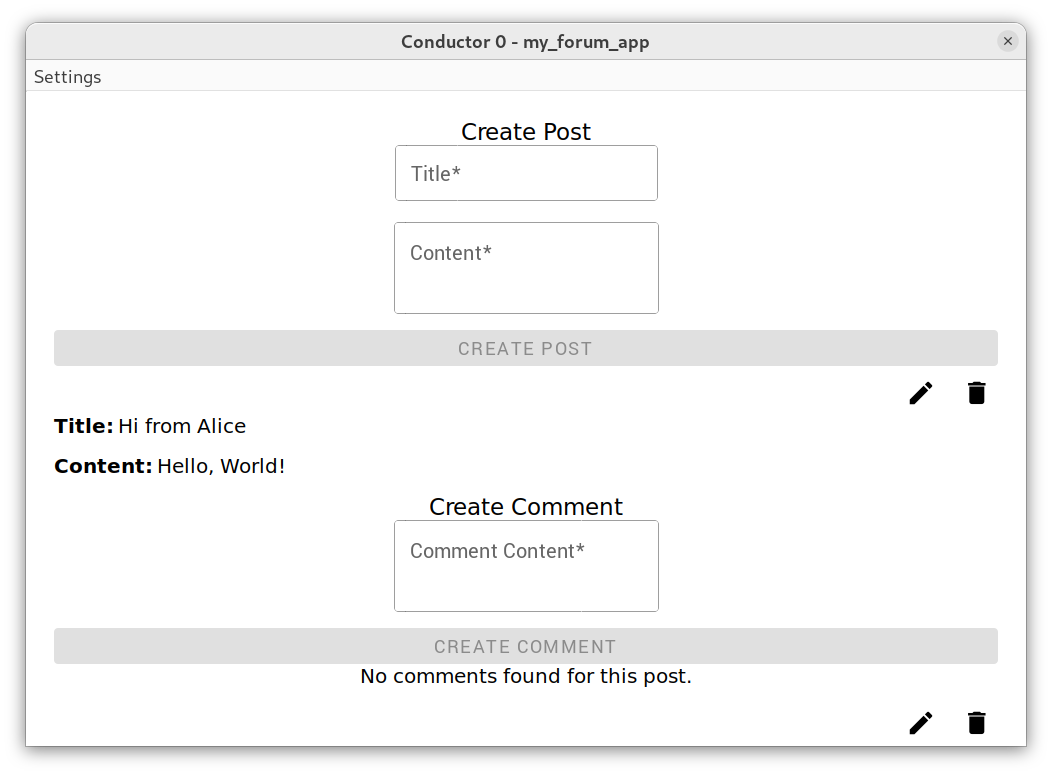 Conductor 0 - my_forum_app
Settings
Create Post
Title*
Content*
CREATE POST
Title: Hi from Alice
Content: Hello, World!
Create Comment
Comment Content*
CREATE COMMENT
No comments found for this post.